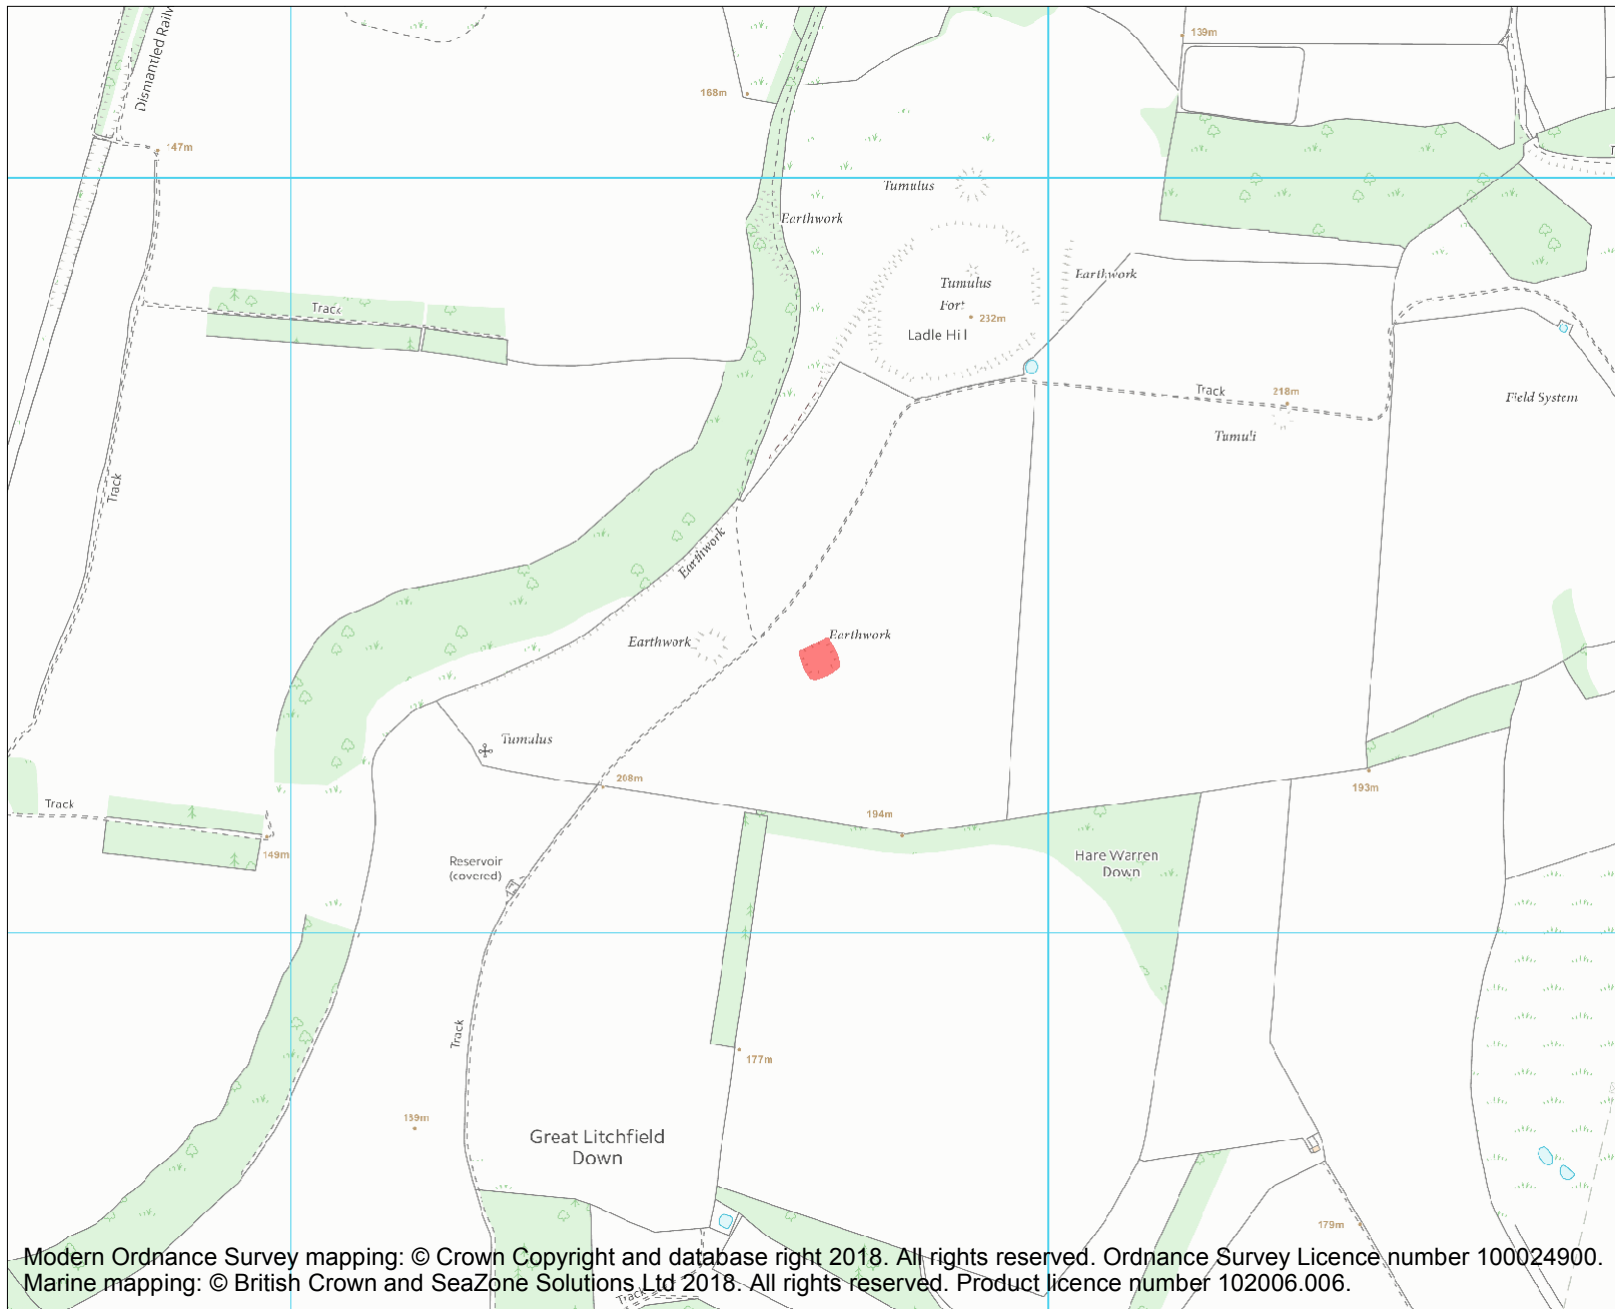 Dismantled Railw
139m
168m
147m
Tumulus
Earthwork
Earthwork
Tumulus
Fort
232m
Ladle Hill
Track
Track
218m
Tumuli
Field System
Track
Earthwork
Earthwork
Earthwork
Tumulus
208m
193m
Track
194m
149m
Reservoir
(covered)
Hare Warren
Down
Track
177m
159m
Great Litchfield
Down
179m
Modern Ordnance Survey mapping: © Crown Copyright and database right 2018. All rights reserved. Ordnance Survey Licence number 100024900.
Marine mapping: © British Crown and SeaZone Solutions Ltd 2018. All rights reserved. Product licence number 102006.006.
Track